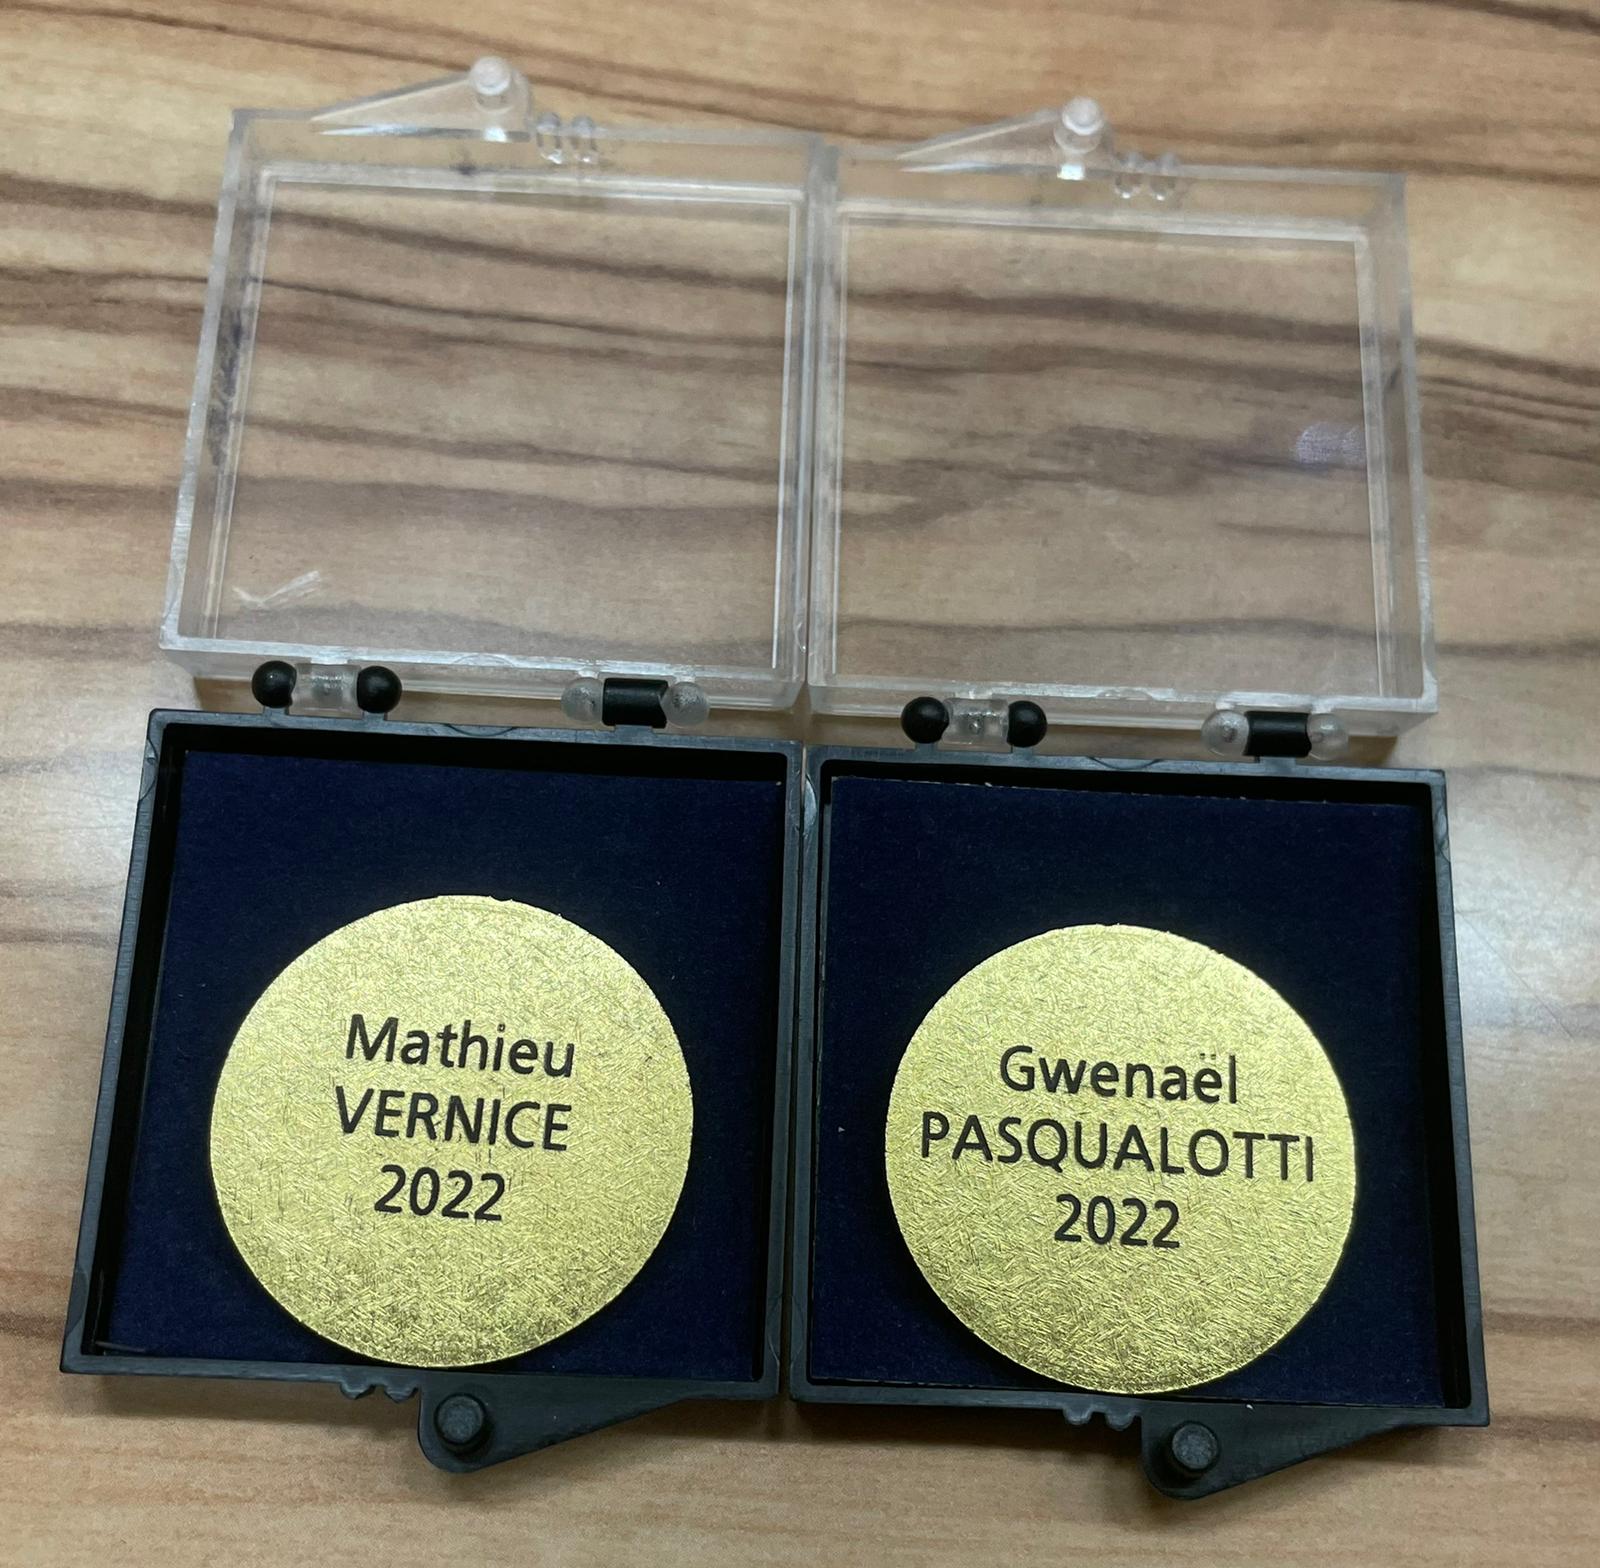 Mathieu
VERNICE
2022
Gwenaël
PASQUALOTTI
2022